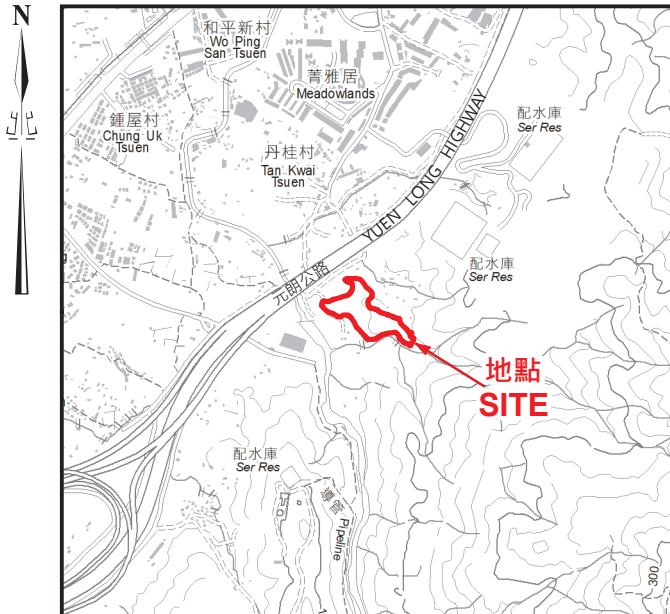 N
和平新村
Wo Ping
San Tsuen
菁雅居
Meadowlands
鍾屋村
Chung Uk
Tsuen
丹桂村
Tan Kwai
Tsuen
配水庫
Ser Res
YUEN LONG HIGHWAY
元朗公路
配水庫
Ser Res
地點
SITE
配水庫
Ser Res
導管
Pipeline
300